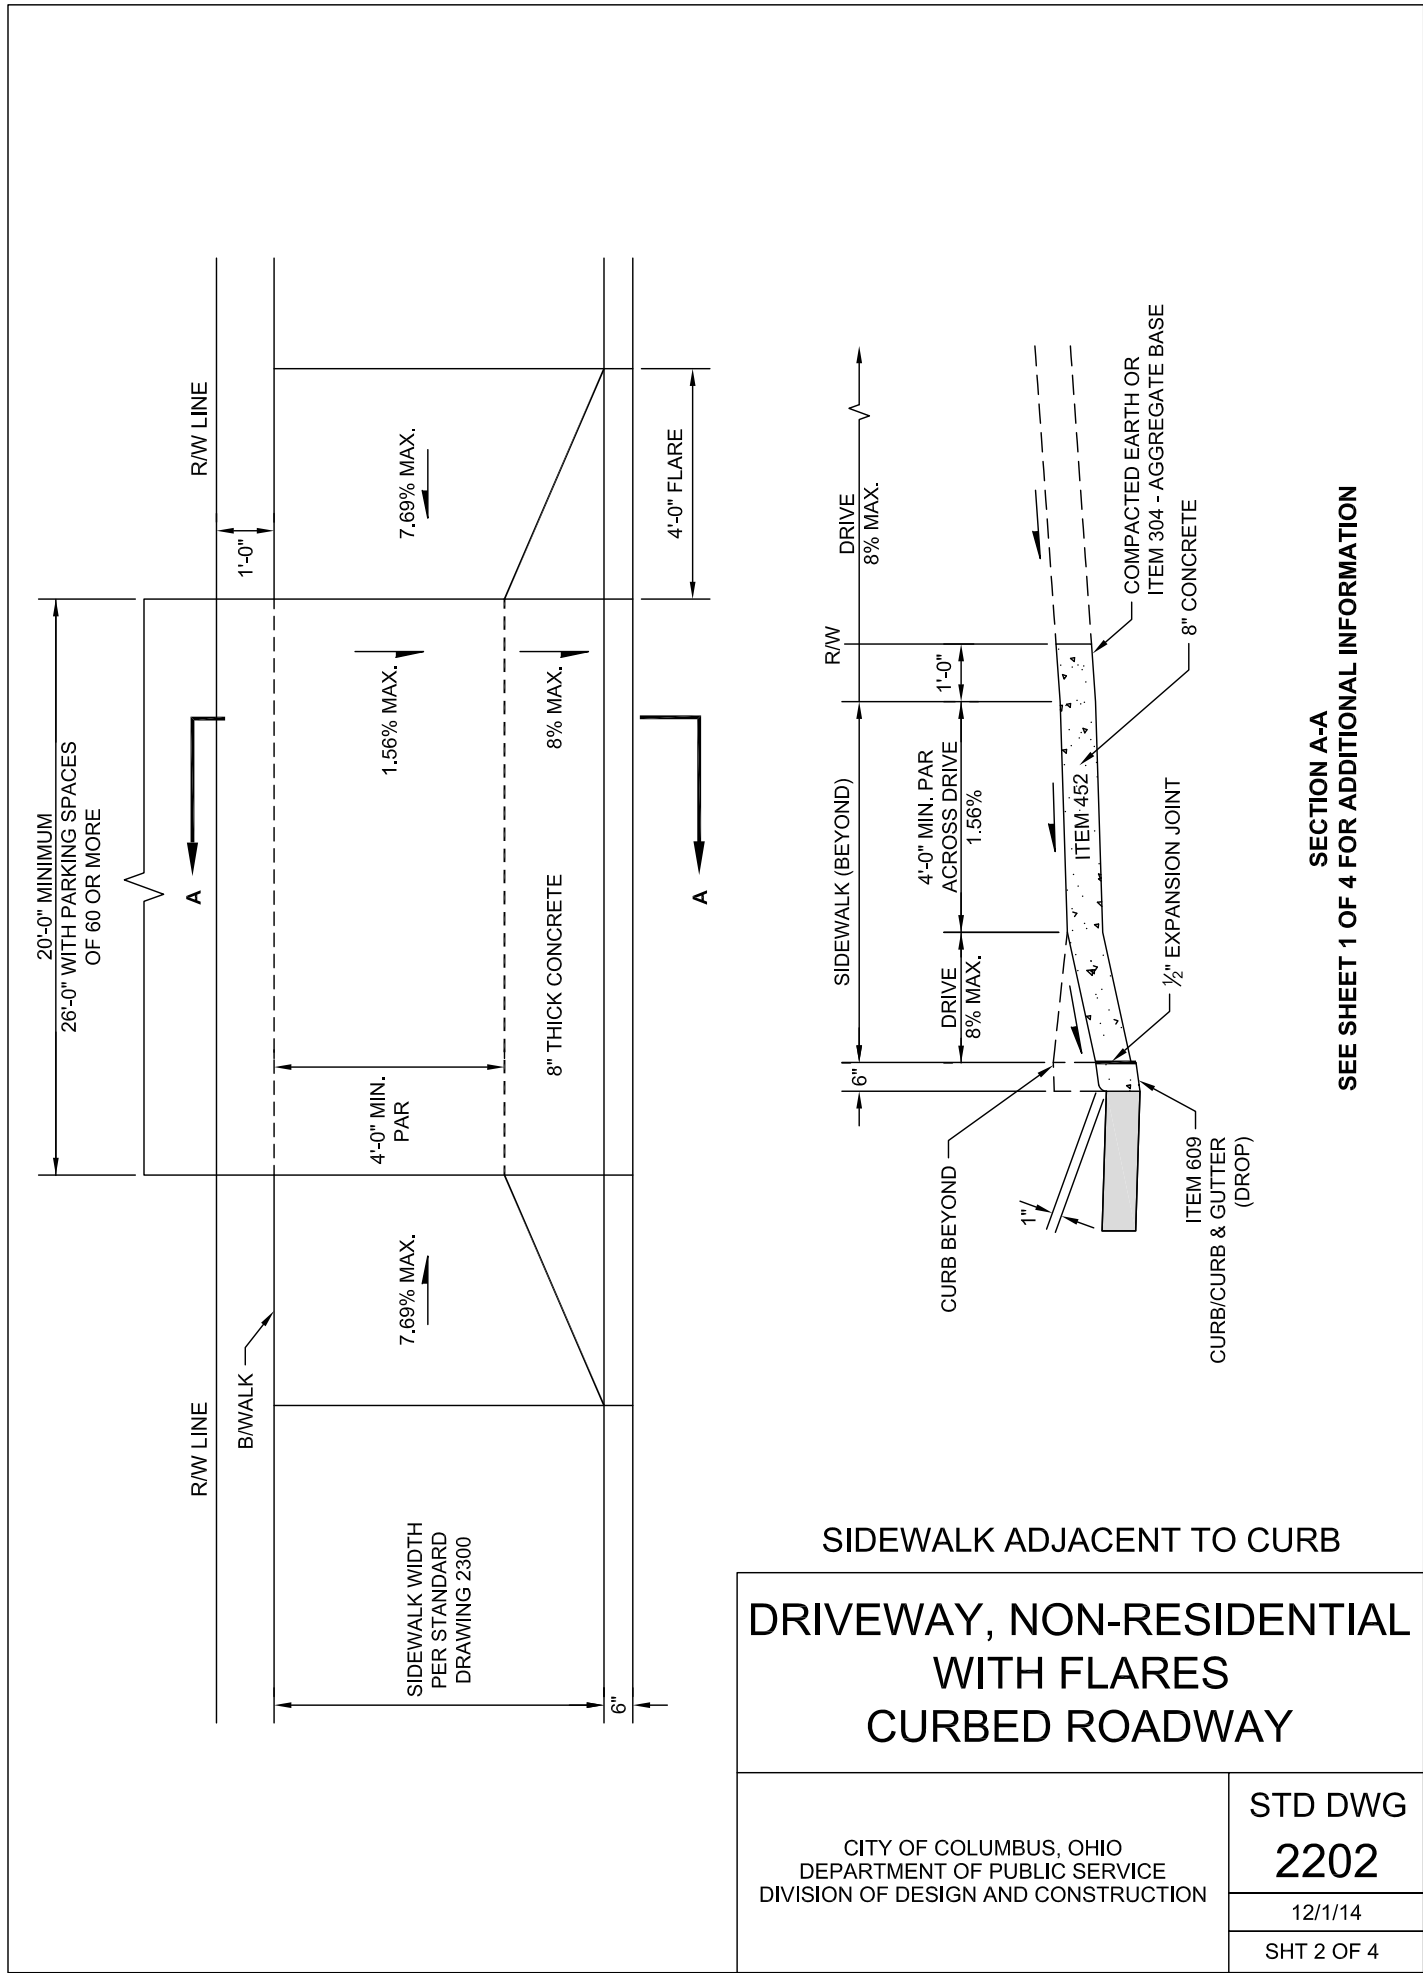 20'-0" MINIMUM
26'-0" WITH PARKING SPACES
OF 60 OR MORE
R/W LINE
R/W LINE
1'-0"
B/WALK
A
A
7.69% MAX.
7.69% MAX.
1.56% MAX.
8% MAX.
4'-0" MIN.
PAR
8" THICK CONCRETE
4'-0" FLARE
SIDEWALK WIDTH
PER STANDARD
DRAWING 2300
6"
DRIVE
8% MAX.
R/W
SIDEWALK (BEYOND)
1'-0"
4'-0" MIN. PAR
ACROSS DRIVE
1.56%
DRIVE
8% MAX.
6"
CURB BEYOND
1"
ITEM 452
COMPACTED EARTH OR
ITEM 304 - AGGREGATE BASE
8" CONCRETE
½" EXPANSION JOINT
ITEM 609
CURB/CURB & GUTTER
(DROP)
SECTION A-A
SEE SHEET 1 OF 4 FOR ADDITIONAL INFORMATION
SIDEWALK ADJACENT TO CURB
DRIVEWAY, NON-RESIDENTIAL
WITH FLARES
CURBED ROADWAY
CITY OF COLUMBUS, OHIO
DEPARTMENT OF PUBLIC SERVICE
DIVISION OF DESIGN AND CONSTRUCTION
STD DWG
2202
12/1/14
SHT 2 OF 4